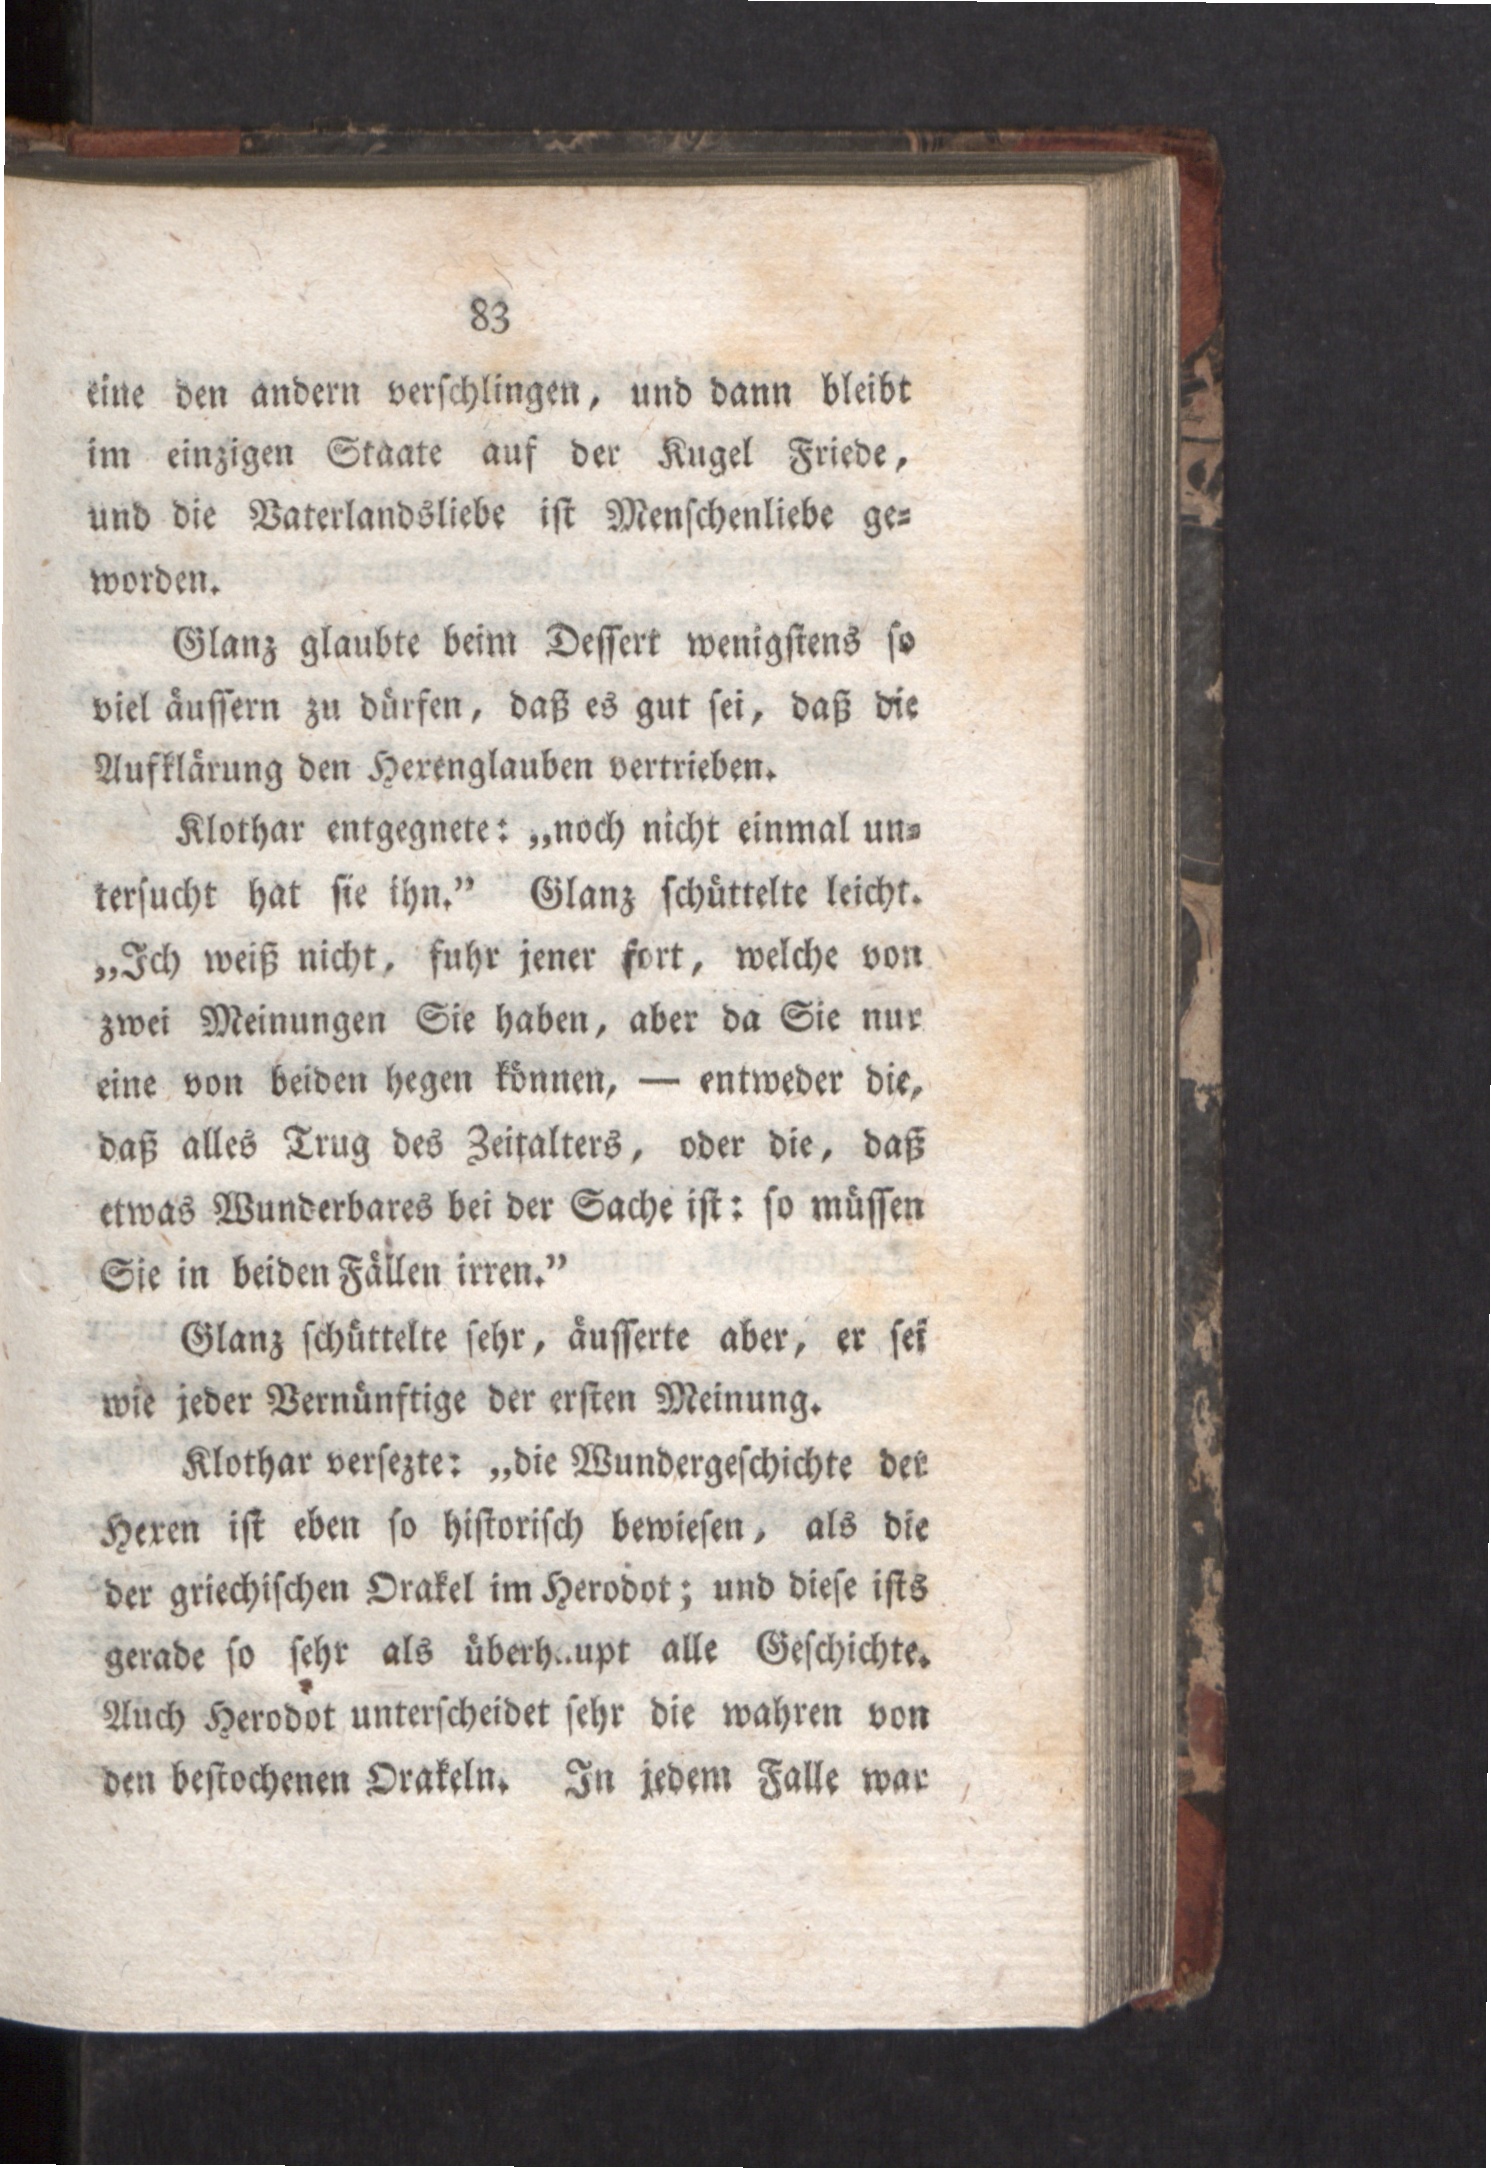 83
eine den andern verschlingen, und dann bleibt
im einzigen Staate auf der Kugel Friede,
und die Vaterlandsliebe ist Menschenliebe ge-
worden.
Glanz glaubte beim Dessert wenigstens so
viel äussern zu dürfen, daß es gut sei, daß die
Aufklärung den Hexenglauben vertrieben.
Klothar entgegnete: „noch nicht einmal un-
tersucht hat sie ihn.” Glanz schüttelte leicht.
„Ich weiß nicht, fuhr jener fort, welche von
zwei Meinungen Sie haben, aber da Sie nur
eine von beiden hegen können, — entweder die,
daß alles Trug des Zeitalters, oder die, daß
etwas Wunderbares bei der Sache ist: so müssen
Sie in beiden Fällen irren.”
Glanz schüttelte sehr, äusserte aber, er sei
wie jeder Vernünftige der ersten Meinung.
Klothar versezte: „die Wundergeschichte der
Hexen ist eben so historisch bewiesen, als die
der griechischen Orakel im Herodot; und diese ists
gerade so sehr als überhaupt alle Geschichte.
Auch Herodot unterscheidet sehr die wahren von
den bestochenen Orakeln. In jedem Falle war